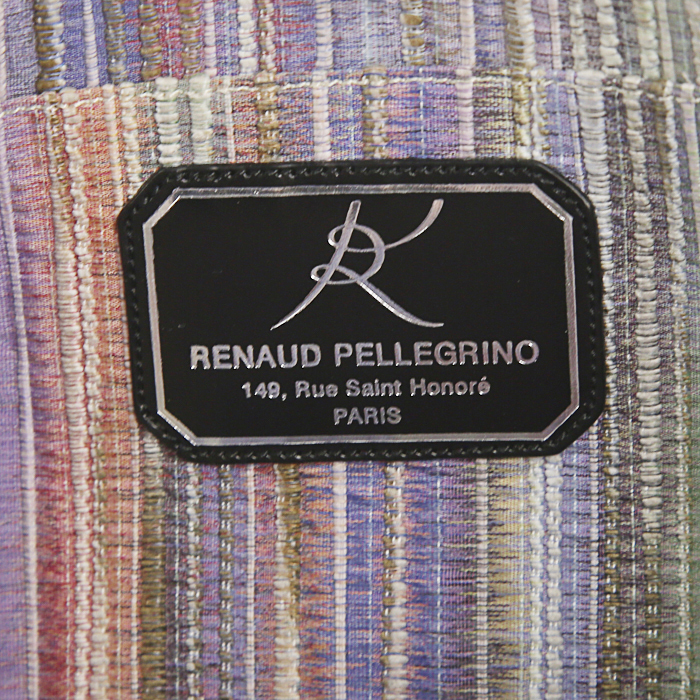 RENAUD PELLEGRINO
149, Rue Saint Honoré
PARIS